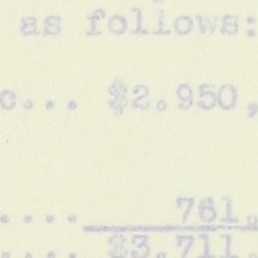 as follows:
c... $2.950,
.... 761.
.... $3,711.